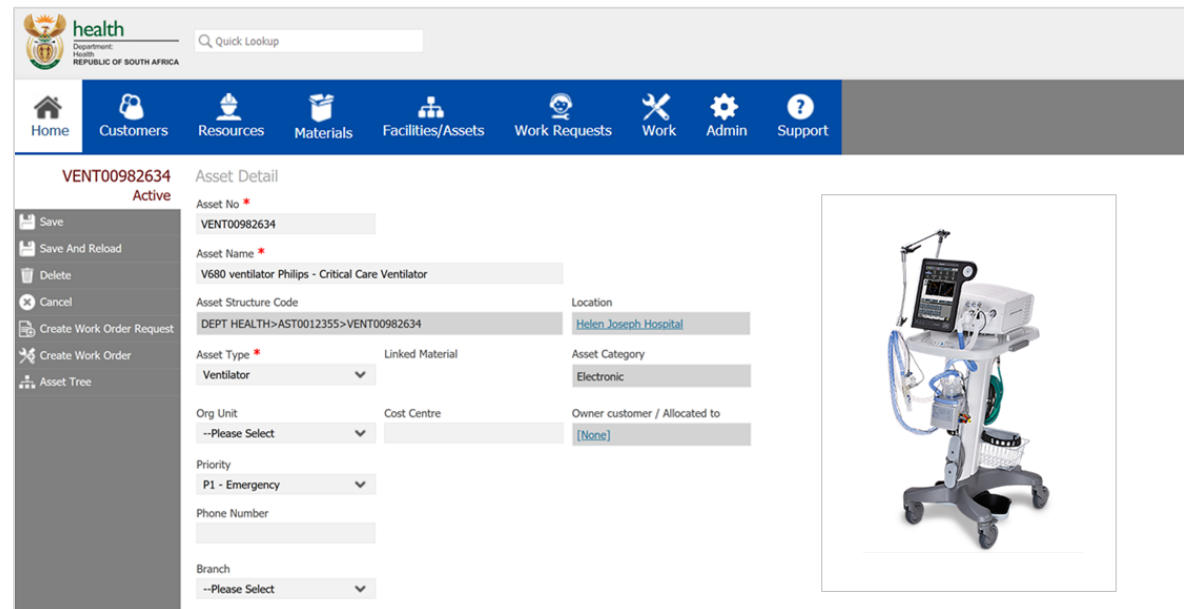 health
Department:
Health
REPUBLIC OF SOUTH AFRICA
Quick Lookup
Home
Customers
Resources
Materials
Facilities/Assets
Work Requests
Work
Admin
Support
VENT00982634
Active
Save
Save And Reload
Delete
Cancel
Create Work Order Request
Create Work Order
Asset Tree
Asset Detail
Asset No *
VENT00982634
Asset Name *
V680 ventilator Philips - Critical Care Ventilator
Asset Structure Code
DEPT HEALTH>AST0012355>VENT00982634
Location
Helen Joseph Hospital
Asset Type *
Ventilator
Linked Material
Asset Category
Electronic
Org Unit
--Please Select
Cost Centre
Owner customer / Allocated to
[None]
Priority
P1 - Emergency
Phone Number
Branch
--Please Select